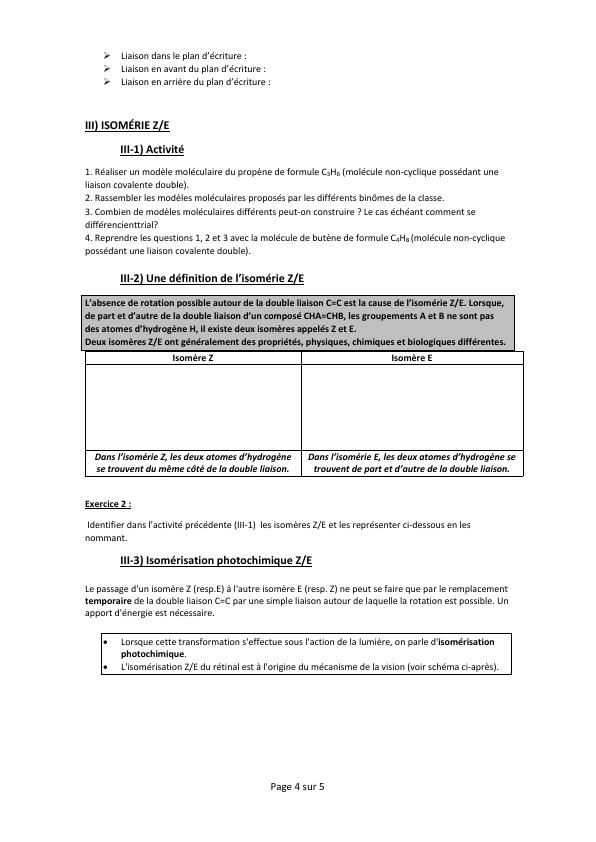 ➢ Liaison dans le plan d'écriture :
➢ Liaison en avant du plan d'écriture :
➢ Liaison en arrière du plan d'écriture :
III) ISOMÉRIE Z/E
III-1) Activité
1. Réaliser un modèle moléculaire du propène de formule C₃H₆ (molécule non-cyclique possédant une
liaison covalente double).
2. Rassembler les modèles moléculaires proposés par les différents binômes de la classe.
3. Combien de modèles moléculaires différents peut-on construire ? Le cas échéant comment se
différencienttrial?
4. Reprendre les questions 1, 2 et 3 avec la molécule de butène de formule C₄H₈ (molécule non-cyclique
possédant une liaison covalente double).
III-2) Une définition de l'isomérie Z/E
L'absence de rotation possible autour de la double liaison C=C est la cause de l'isomérie Z/E. Lorsque,
de part et d'autre de la double liaison d'un composé CHA=CHB, les groupements A et B ne sont pas
des atomes d'hydrogène H, il existe deux isomères appelés Z et E.
Deux isomères Z/E ont généralement des propriétés, physiques, chimiques et biologiques différentes.
Isomère Z
Isomère E
Dans l'isomérie Z, les deux atomes d'hydrogène
se trouvent du même côté de la double liaison.
Dans l'isomérie E, les deux atomes d'hydrogène se
trouvent de part et d'autre de la double liaison.
Exercice 2 :
Identifier dans l'activité précédente (III-1) les isomères Z/E et les représenter ci-dessous en les
nommant.
III-3) Isomérisation photochimique Z/E
Le passage d'un isomère Z (resp.E) à l'autre isomère E (resp. Z) ne peut se faire que par le remplacement
temporaire de la double liaison C=C par une simple liaison autour de laquelle la rotation est possible. Un
apport d'énergie est nécessaire.
• Lorsque cette transformation s'effectue sous l'action de la lumière, on parle d'isomérisation
photochimique.
• L'isomérisation Z/E du rétinal est à l'origine du mécanisme de la vision (voir schéma ci-après).
Page 4 sur 5